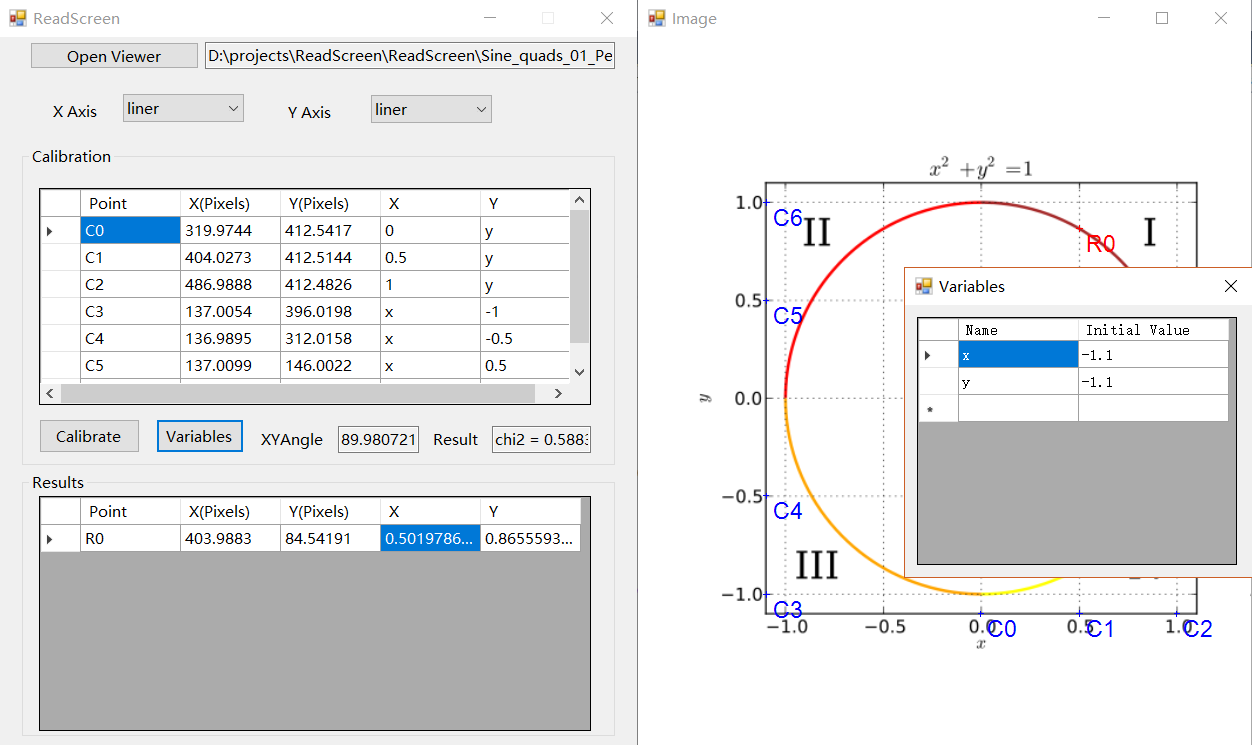 ReadScreen
Open Viewer D:\projects\ReadScreen\ReadScreen\Sine_quads_01_Pe
X Axis liner Y Axis liner
Calibration
Point X(Pixels) Y(Pixels) X Y
C0 319.9744 412.5417 0 y
C1 404.0273 412.5144 0.5 y
C2 486.9888 412.4826 1 y
C3 137.0054 396.0198 x -1
C4 136.9895 312.0158 x -0.5
C5 137.0099 146.0022 x 0.5
Calibrate Variables XYAngle 89.980721 Result chi2 = 0.588
Results
Point X(Pixels) Y(Pixels) X Y
R0 403.9883 84.54191 0.5019786... 0.8655593...
Image
x² +y² =1
1.0 C6 II I
R0
0.5 C5
0.0
y
−0.5 C4
III
−1.0 C3
−1.0 −0.5 0.0 C0 0.5 C1 1.0 C2
x
Variables
Name Initial Value
x -1.1
y -1.1
*